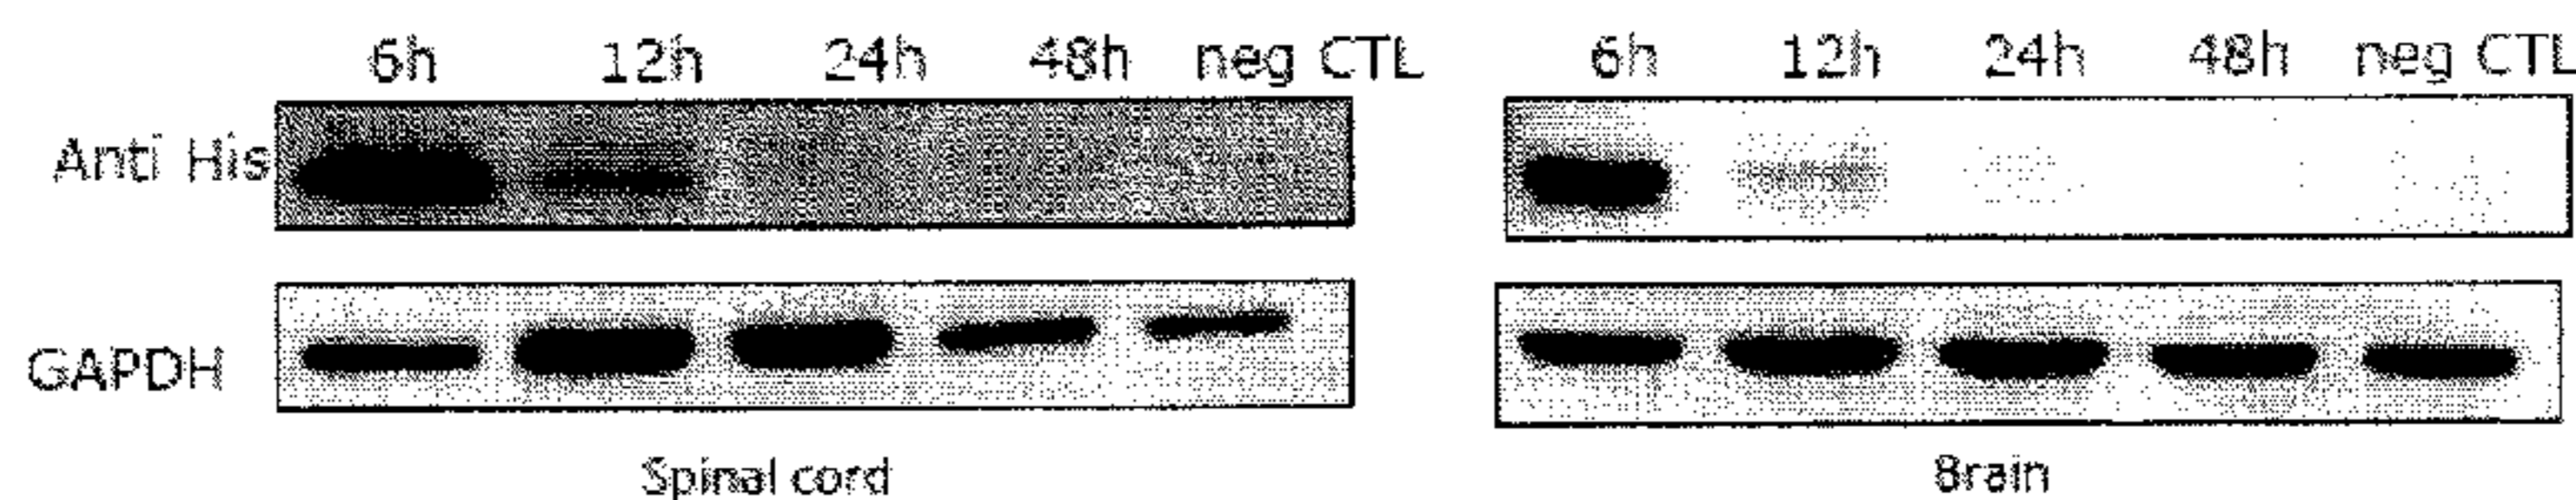 6h 12h 24h 48h neg CTL 6h 12h 24h 48h neg CTL
Anti His
GAPDH
Spinal cord Brain